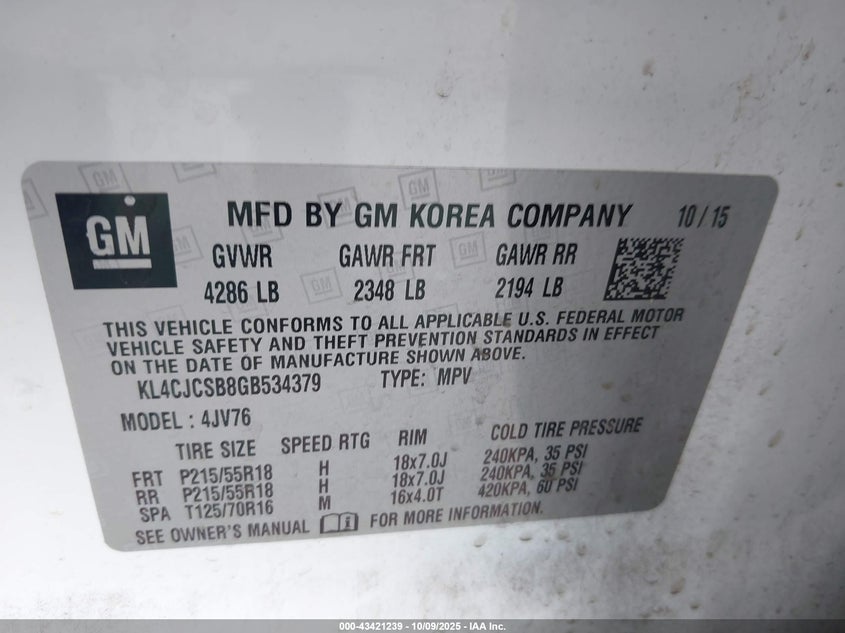 GM
MFD BY GM KOREA COMPANY 10/15
GVWR GAWR FRT GAWR RR
4286 LB 2348 LB 2194 LB
THIS VEHICLE CONFORMS TO ALL APPLICABLE U.S. FEDERAL MOTOR
VEHICLE SAFETY AND THEFT PREVENTION STANDARDS IN EFFECT
ON THE DATE OF MANUFACTURE SHOWN ABOVE.
KL4CJCSB8GB534379 TYPE: MPV
MODEL : 4JV76
TIRE SIZE SPEED RTG RIM COLD TIRE PRESSURE
FRT P215/55R18 H 18x7.0J 240KPA, 35 PSI
RR P215/55R18 H 18x7.0J 240KPA, 35 PSI
SPA T125/70R16 M 16x4.0T 420KPA, 60 PSI
SEE OWNER'S MANUAL FOR MORE INFORMATION.
000-43421239 - 10/09/2025 - IAA Inc.